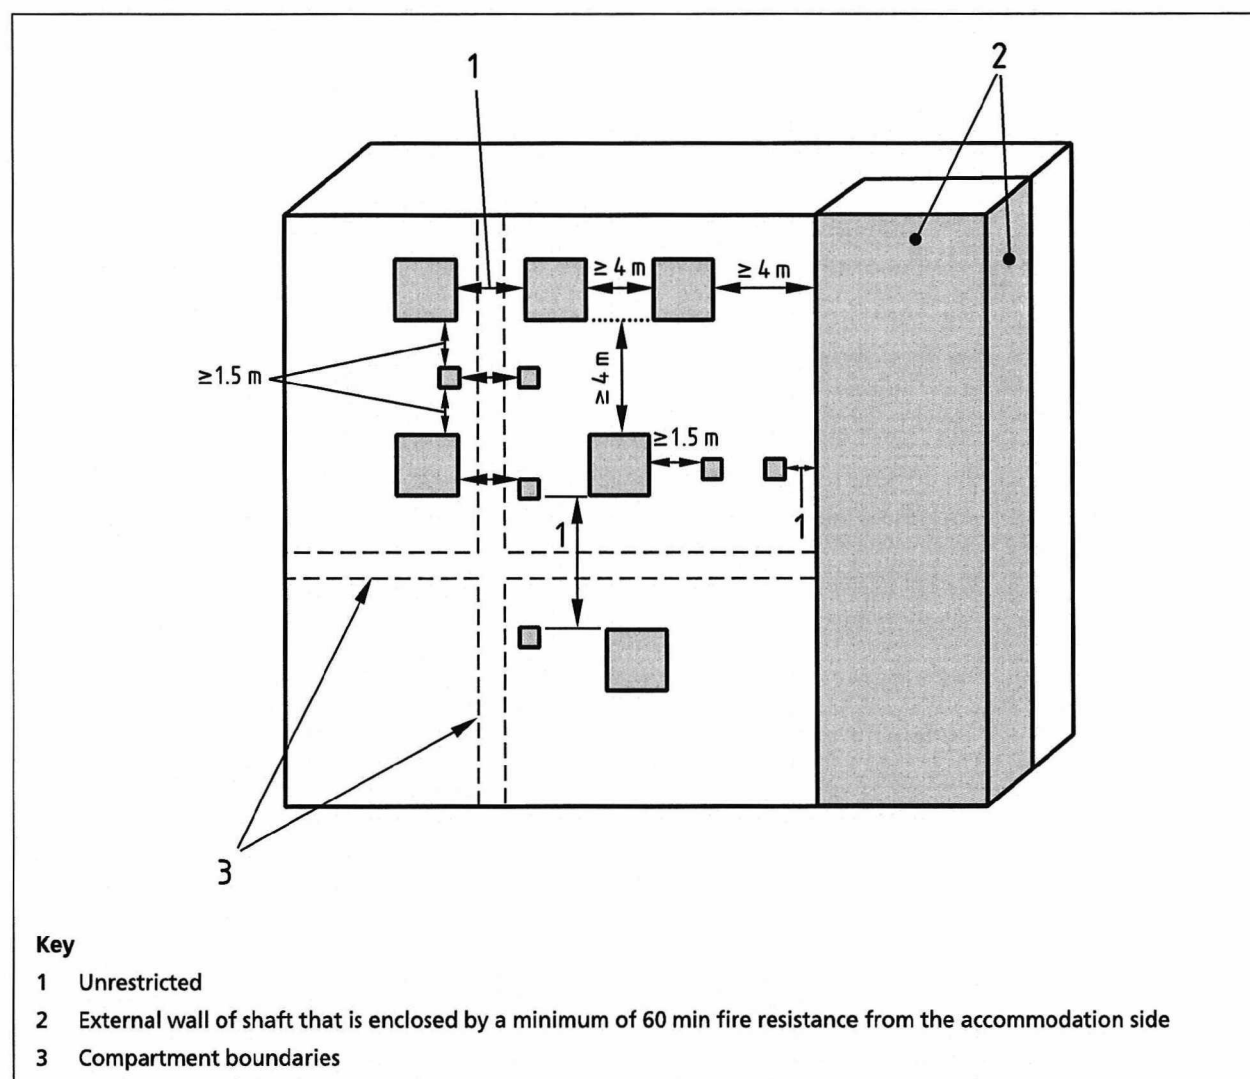 1
2
≥ 4 m
≥ 4 m
≥1.5 m
≥ 4 m
≥1.5 m
1
1
3
Key
1 Unrestricted
2 External wall of shaft that is enclosed by a minimum of 60 min fire resistance from the accommodation side
3 Compartment boundaries